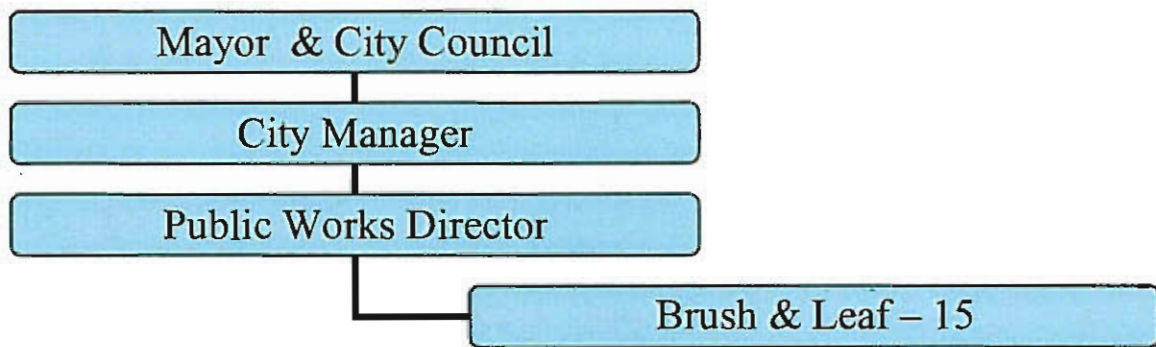 Mayor & City Council
City Manager
Public Works Director
Brush & Leaf – 15